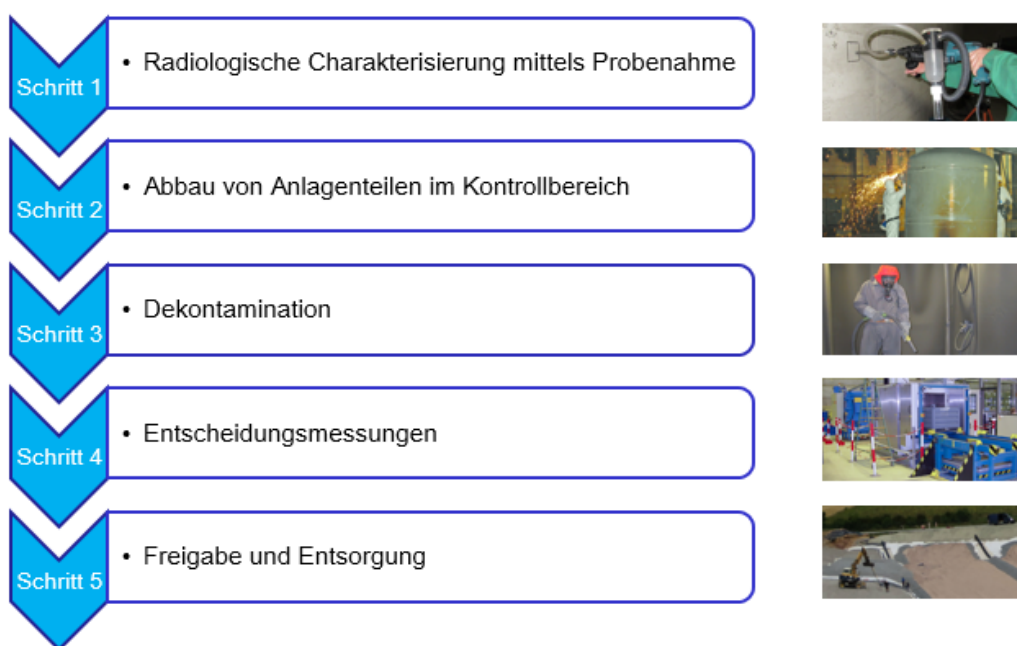 Schritt 1
• Radiologische Charakterisierung mittels Probenahme
Schritt 2
• Abbau von Anlagenteilen im Kontrollbereich
Schritt 3
• Dekontamination
Schritt 4
• Entscheidungsmessungen
Schritt 5
• Freigabe und Entsorgung